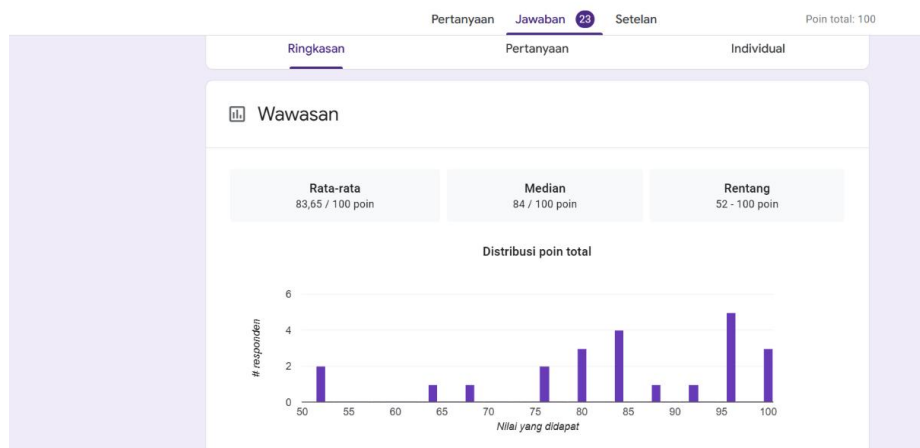 Pertanyaan Jawaban 23 Setelan Poin total: 100
Ringkasan Pertanyaan Individual
Wawasan
Rata-rata Median Rentang
83,65 / 100 poin 84 / 100 poin 52 - 100 poin
Distribusi poin total
6
4
2
0
# responden
50 55 60 65 70 75 80 85 90 95 100
Nilai yang didapat